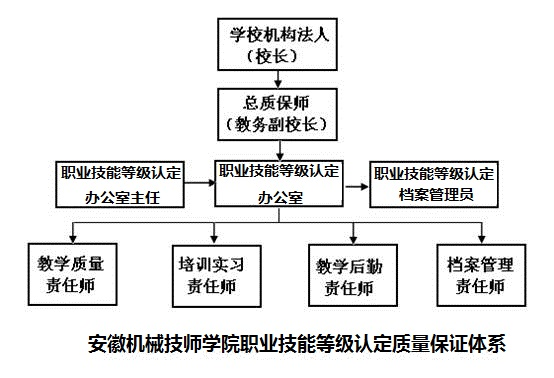 学校机构法人
（校长）
总质保师
（教务副校长）
职业技能等级认定
办公室主任
职业技能等级认定
办公室
职业技能等级认定
档案管理员
教学质量
责任师
培训实习
责任师
教学后勤
责任师
档案管理
责任师
安徽机械技师学院职业技能等级认定质量保证体系